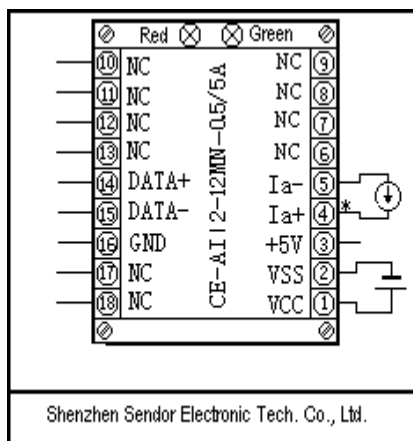 Red Green
10 NC NC 9
11 NC NC 8
12 NC NC 7
13 NC NC 6
14 DATA+ Ia- 5
15 DATA- Ia+ 4 *
16 GND +5V 3
17 NC VSS 2
18 NC VCC 1
CE-AI12-12MN-0.5/5A
Shenzhen Sendor Electronic Tech. Co., Ltd.